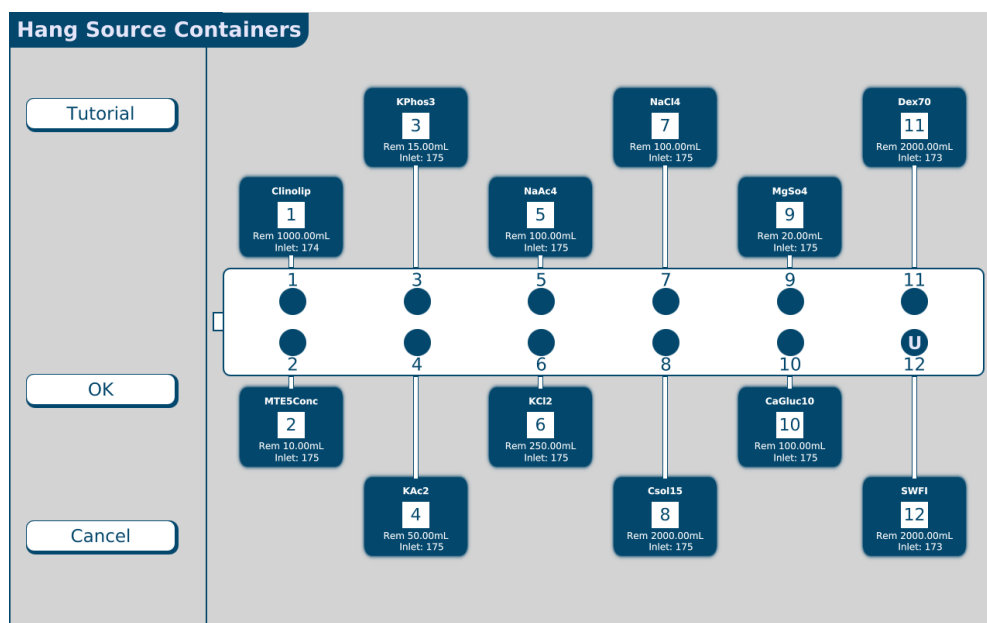 Hang Source Containers
Tutorial
OK
Cancel
KPhos3
3
Rem 15.00mL
Inlet: 175
NaCl4
7
Rem 100.00mL
Inlet: 175
Dex70
11
Rem 2000.00mL
Inlet: 173
Clinolip
1
Rem 1000.00mL
Inlet: 174
NaAc4
5
Rem 100.00mL
Inlet: 175
MgSo4
9
Rem 20.00mL
Inlet: 175
1 3 5 7 9 11
U
2 4 6 8 10 12
MTE5Conc
2
Rem 10.00mL
Inlet: 175
KCl2
6
Rem 250.00mL
Inlet: 175
CaGluc10
10
Rem 100.00mL
Inlet: 175
KAc2
4
Rem 50.00mL
Inlet: 175
Csol15
8
Rem 2000.00mL
Inlet: 175
SWFI
12
Rem 2000.00mL
Inlet: 173